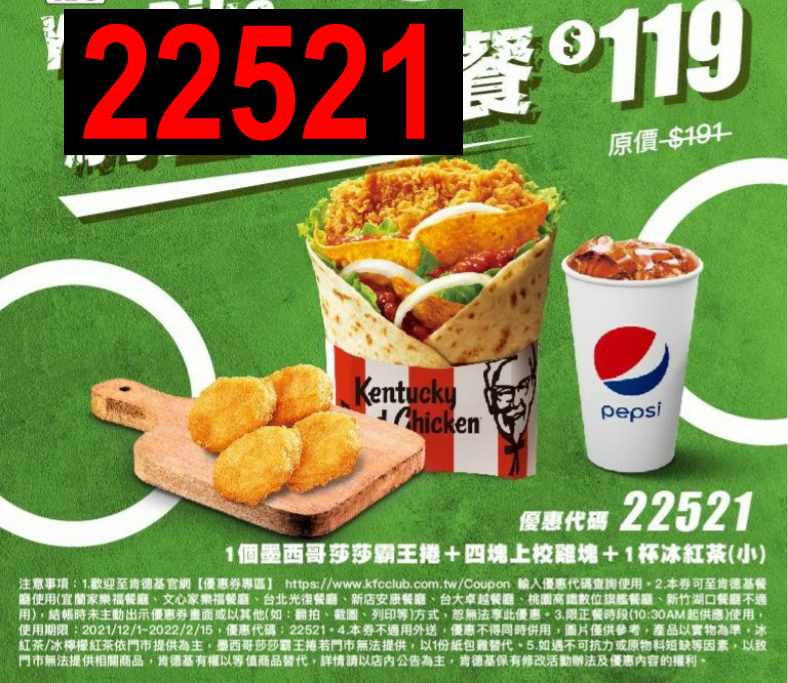 22521
餐 $119
原價 $191
Kentucky
Chicken
pepsi
優惠代碼 22521
1個墨西哥莎莎霸王捲+四塊上校雞塊+1杯冰紅茶(小)
注意事項:1.歡迎至肯德基官網【優惠券專區】 https://www.kfcclub.com.tw/Coupon 輸入優惠代碼查詢使用。2.本券可至肯德基餐
廳使用(宜蘭家樂福餐廳、文心家樂福餐廳、台北光復餐廳、新店安康餐廳、台大卓越餐廳、桃園高鐵數位旗艦餐廳、新竹湖口餐廳不適
用),結帳時未主動出示優惠券畫面或以其他(如:翻拍、截圖、列印等)方式,恕無法享此優惠。3.限正餐時段(10:30AM起供應)使用,
使用期限:2021/12/1~2022/2/15,優惠代碼:22521。4.本券不適用外送,優惠不得同時併用,圖片僅供參考,產品以實物為準,冰
紅茶/冰檸檬紅茶依門市提供為主,墨西哥莎莎霸王捲若門市無法提供,以1份紙包雞替代。5.如遇不可抗力或原物料短缺等因素,以致
門市無法提供相關商品,肯德基有權以等值商品替代,詳情請以店內公告為主,肯德基保有修改活動辦法及優惠內容的權利。